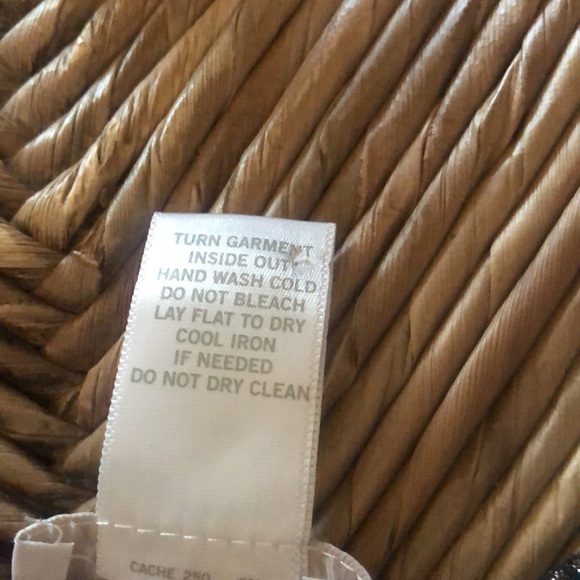 TURN GARMENT
INSIDE OUT
HAND WASH COLD
DO NOT BLEACH
LAY FLAT TO DRY
COOL IRON
IF NEEDED
DO NOT DRY CLEAN
CACHE 250